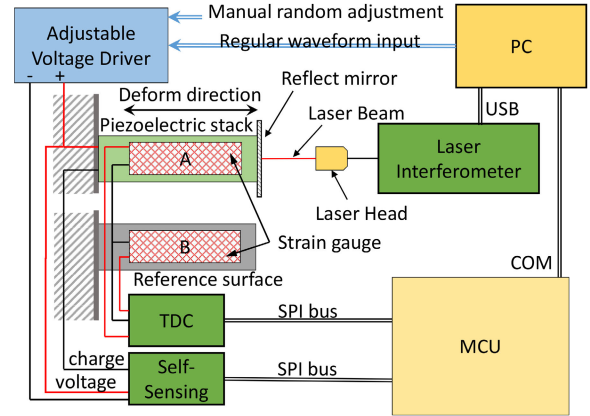 Manual random adjustment
Adjustable
Voltage Driver
- +
Regular waveform input
PC
Reflect mirror
Deform direction
Laser Beam
USB
Piezoelectric stack
A
Laser
Interferometer
Laser Head
B
Strain gauge
Reference surface
COM
TDC
SPI bus
MCU
charge
voltage
Self-
Sensing
SPI bus